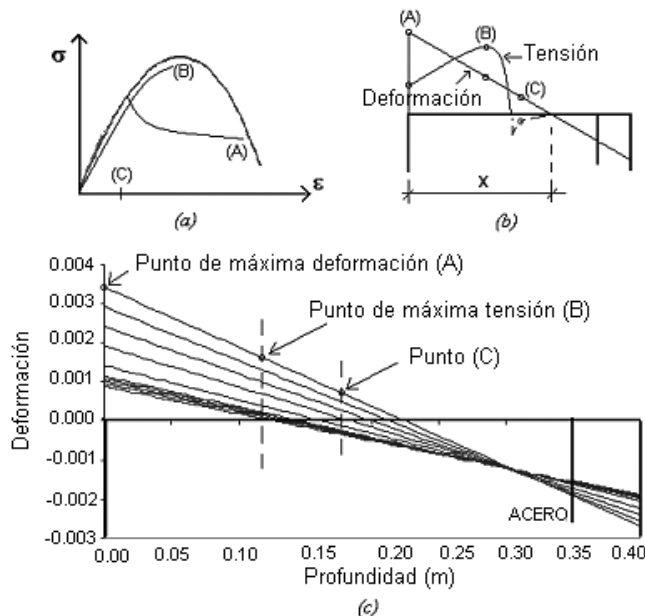 σ
(B)
(A)
(C)
ε
(a)
(A)
(B)
Tensión
(C)
Deformación
x
(b)
0.004
0.003
0.002
0.001
0.000
-0.001
-0.002
-0.003
Deformación
Punto de máxima deformación (A)
Punto de máxima tensión (B)
Punto (C)
ACERO
0.00 0.05 0.10 0.15 0.20 0.25 0.30 0.35 0.40
Profundidad (m)
(c)